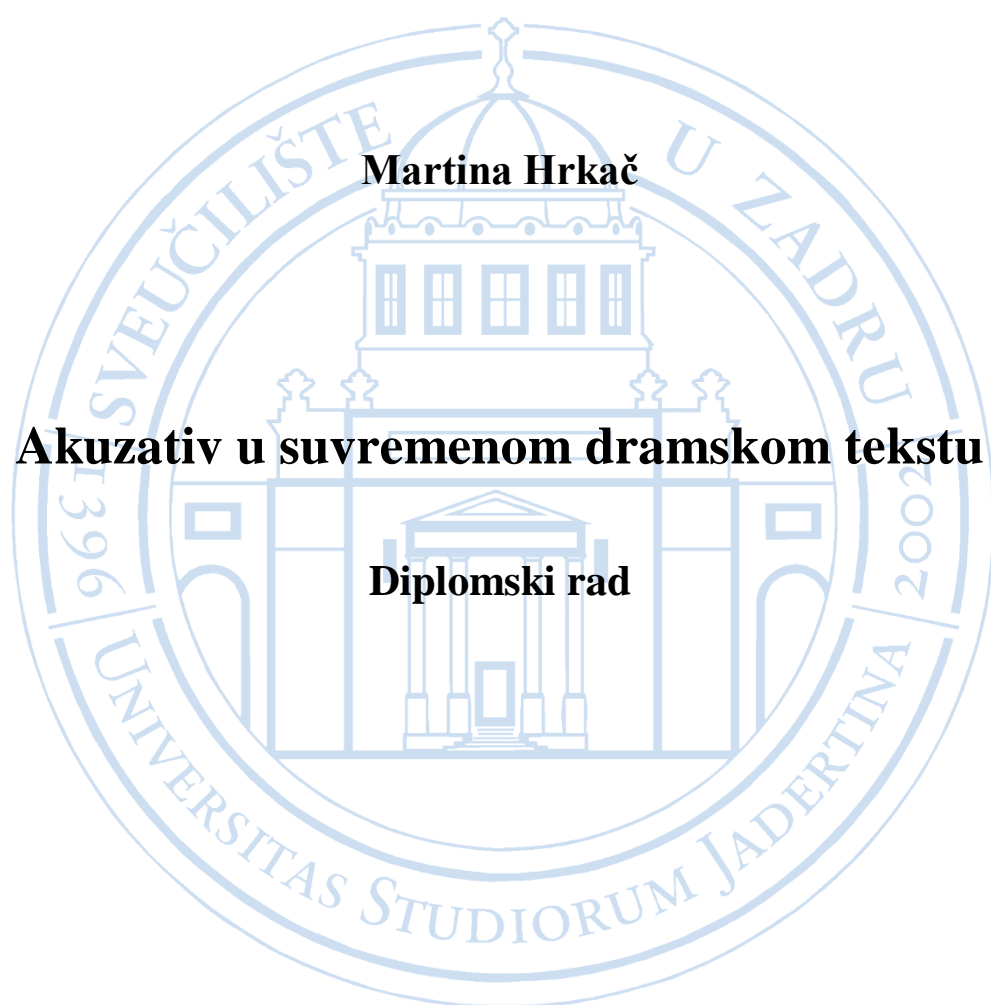 Martina Hrkač
Akuzativ u suvremenom dramskom tekstu
Diplomski rad
1396 SVEUČILIŠTE U ZADRU 2002
UNIVERSITAS STUDIORUM JADERTINA